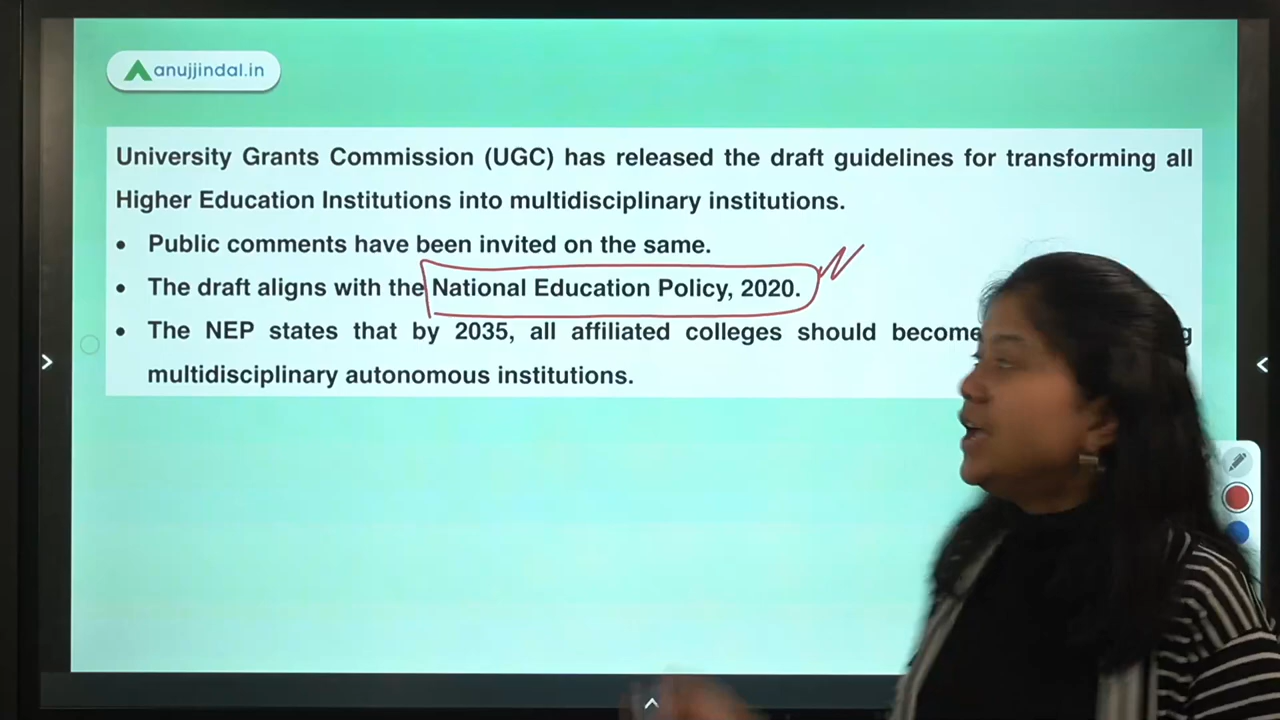 anujjindal.in
University Grants Commission (UGC) has released the draft guidelines for transforming all
Higher Education Institutions into multidisciplinary institutions.
• Public comments have been invited on the same.
• The draft aligns with the National Education Policy, 2020.
• The NEP states that by 2035, all affiliated colleges should become
multidisciplinary autonomous institutions.